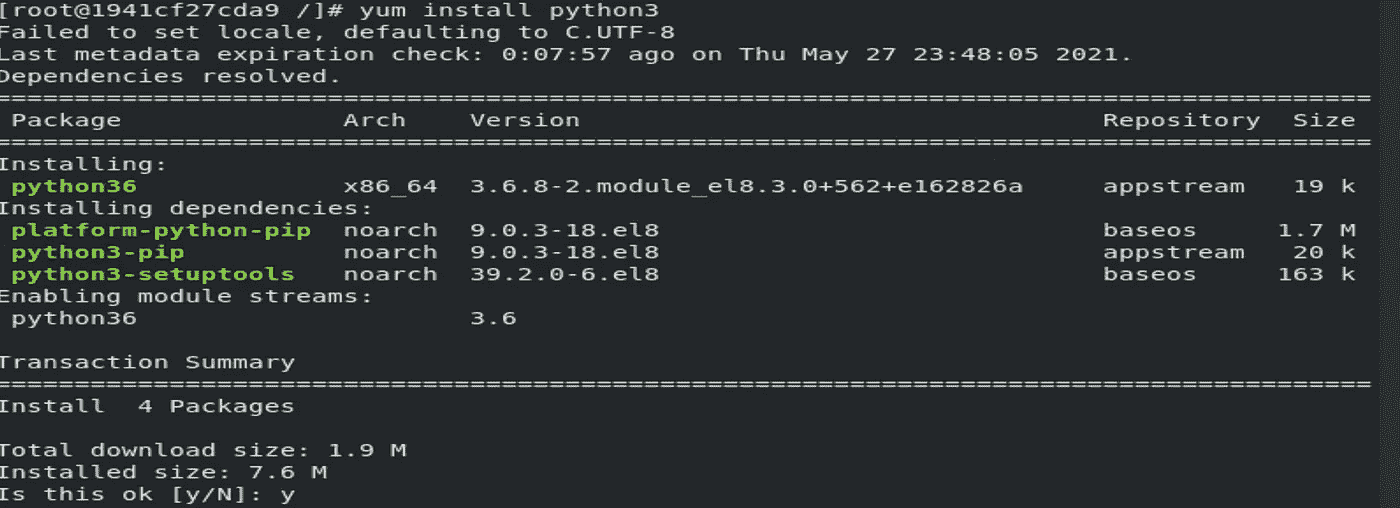 [root@1941cf27cda9 /]# yum install python3
Failed to set locale, defaulting to C.UTF-8
Last metadata expiration check: 0:07:57 ago on Thu May 27 23:48:05 2021.
Dependencies resolved.
================================================================================
Package Arch Version Repository Size
================================================================================
Installing:
python36 x86_64 3.6.8-2.module_el8.3.0+562+e162826a appstream 19 k
Installing dependencies:
platform-python-pip noarch 9.0.3-18.el8 baseos 1.7 M
python3-pip noarch 9.0.3-18.el8 appstream 20 k
python3-setuptools noarch 39.2.0-6.el8 baseos 163 k
Enabling module streams:
python36 3.6
Transaction Summary
================================================================================
Install 4 Packages
Total download size: 1.9 M
Installed size: 7.6 M
Is this ok [y/N]: y